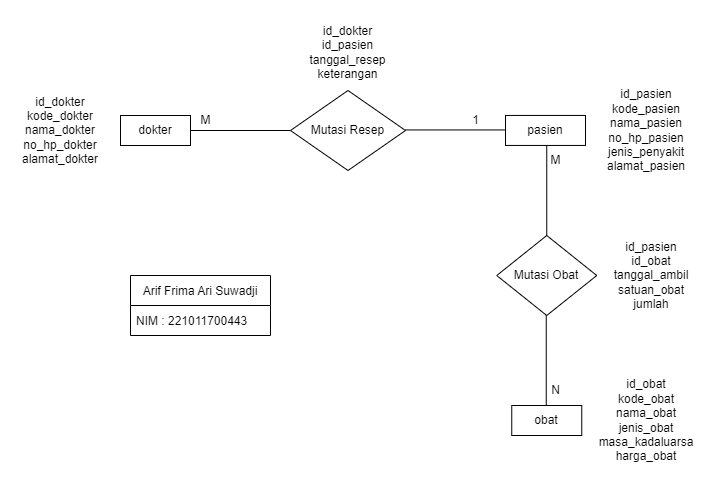 id_dokter
id_pasien
tanggal_resep
keterangan
id_dokter
kode_dokter
nama_dokter
no_hp_dokter
alamat_dokter
dokter
M
Mutasi Resep
1
pasien
id_pasien
kode_pasien
nama_pasien
no_hp_pasien
jenis_penyakit
alamat_pasien
M
Mutasi Obat
id_pasien
id_obat
tanggal_ambil
satuan_obat
jumlah
Arif Frima Ari Suwadji
NIM : 221011700443
N
obat
id_obat
kode_obat
nama_obat
jenis_obat
masa_kadaluarsa
harga_obat